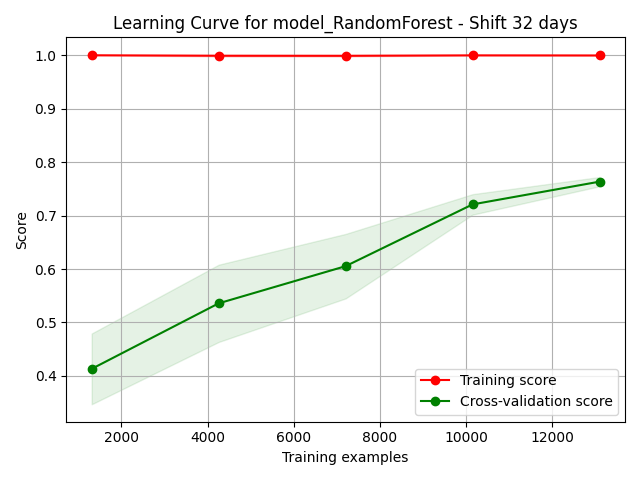 Learning Curve for model_RandomForest - Shift 32 days
Score
1.0
0.9
0.8
0.7
0.6
0.5
0.4
Training score
Cross-validation score
2000 4000 6000 8000 10000 12000
Training examples